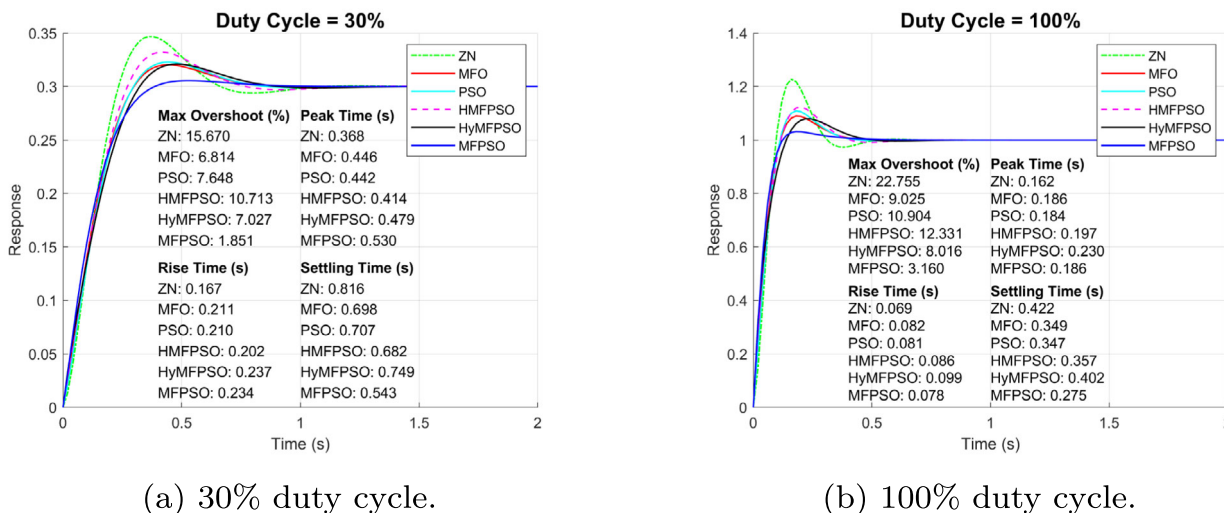 Duty Cycle = 30%
0.35
0.3
0.25
0.2
0.15
0.1
0.05
0
Response
ZN
MFO
PSO
HMFPSO
HyMFPSO
MFPSO
Max Overshoot (%) Peak Time (s)
ZN: 15.670 ZN: 0.368
MFO: 6.814 MFO: 0.446
PSO: 7.648 PSO: 0.442
HMFPSO: 10.713 HMFPSO: 0.414
HyMFPSO: 7.027 HyMFPSO: 0.479
MFPSO: 1.851 MFPSO: 0.530
Rise Time (s) Settling Time (s)
ZN: 0.167 ZN: 0.816
MFO: 0.211 MFO: 0.698
PSO: 0.210 PSO: 0.707
HMFPSO: 0.202 HMFPSO: 0.682
HyMFPSO: 0.237 HyMFPSO: 0.749
MFPSO: 0.234 MFPSO: 0.543
0 0.5 1 1.5 2
Time (s)
(a) 30% duty cycle.
Duty Cycle = 100%
1.4
1.2
1
0.8
0.6
0.4
0.2
0
Response
ZN
MFO
PSO
HMFPSO
HyMFPSO
MFPSO
Max Overshoot (%) Peak Time (s)
ZN: 22.755 ZN: 0.162
MFO: 9.025 MFO: 0.186
PSO: 10.904 PSO: 0.184
HMFPSO: 12.331 HMFPSO: 0.197
HyMFPSO: 8.016 HyMFPSO: 0.230
MFPSO: 3.160 MFPSO: 0.186
Rise Time (s) Settling Time (s)
ZN: 0.069 ZN: 0.422
MFO: 0.082 MFO: 0.349
PSO: 0.081 PSO: 0.347
HMFPSO: 0.086 HMFPSO: 0.357
HyMFPSO: 0.099 HyMFPSO: 0.402
MFPSO: 0.078 MFPSO: 0.275
0 0.5 1 1.5
Time (s)
(b) 100% duty cycle.